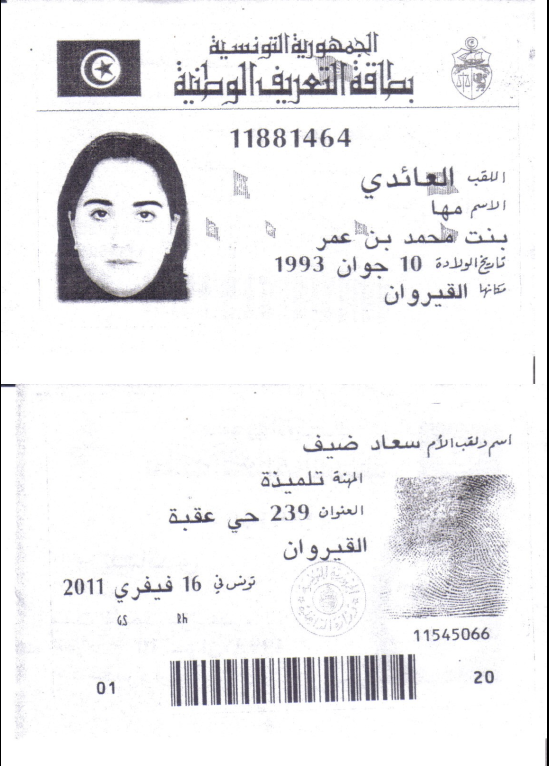 الجمهورية التونسية
بطاقة التعريف الوطنية
11881464
اللقب العائدي
الاسم مها
بنت محمد بن عمر
تاريخ الولادة 10 جوان 1993
مكانها القيروان
اسم ولقب الأم سعاد ضيف
المهنة تلميذة
العنوان 239 حي عقبة
القيروان
تونس في 16 فيفري 2011
GS Rh
11545066
01 20